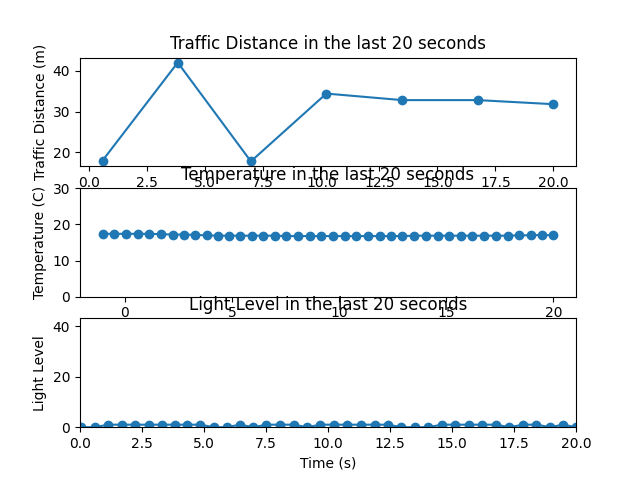 Traffic Distance in the last 20 seconds
Traffic Distance (m)
40
30
20
0.0 2.5 5.0 7.5 10.0 12.5 15.0 17.5 20.0
Temperature in the last 20 seconds
Temperature (C)
30
20
10
0
0 5 10 15 20
Light Level in the last 20 seconds
Light Level
40
20
0
0.0 2.5 5.0 7.5 10.0 12.5 15.0 17.5 20.0
Time (s)